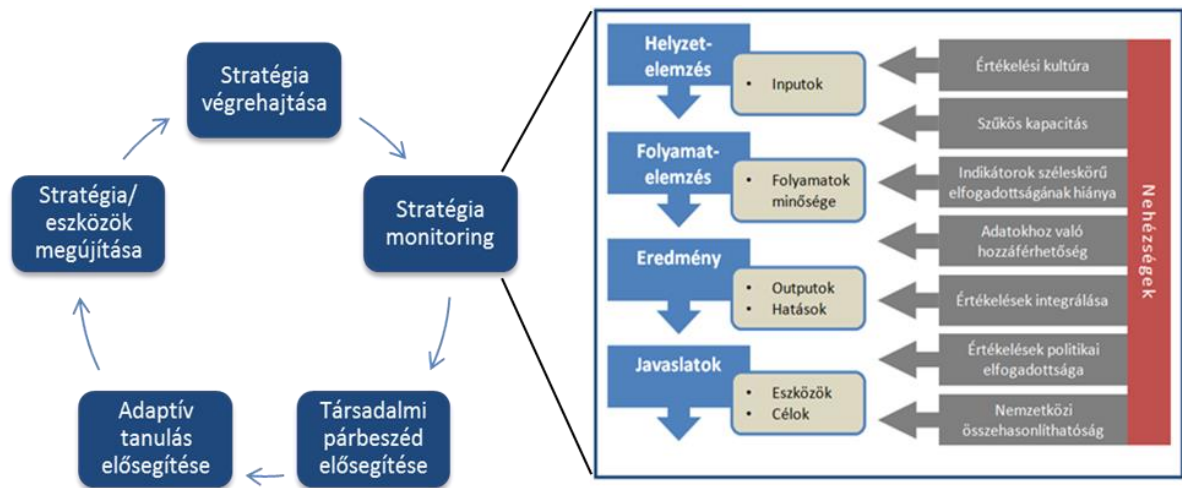 Stratégia
végrehajtása
Stratégia
monitoring
Társadalmi
párbeszéd
elősegítése
Adaptív
tanulás
elősegítése
Stratégia/
eszközök
megújítása
Helyzet-
elemzés
• Inputok
Folyamat-
elemzés
• Folyamatok
minősége
Eredmény
• Outputok
• Hatások
Javaslatok
• Eszközök
• Célok
Értékelési kultúra
Szűkös kapacitás
Indikátorok széleskörű
elfogadottságának hiánya
Adatokhoz való
hozzáférhetőség
Értékelések integrálása
Értékelések politikai
elfogadottsága
Nemzetközi
összehasonlíthatóság
Nehézségek